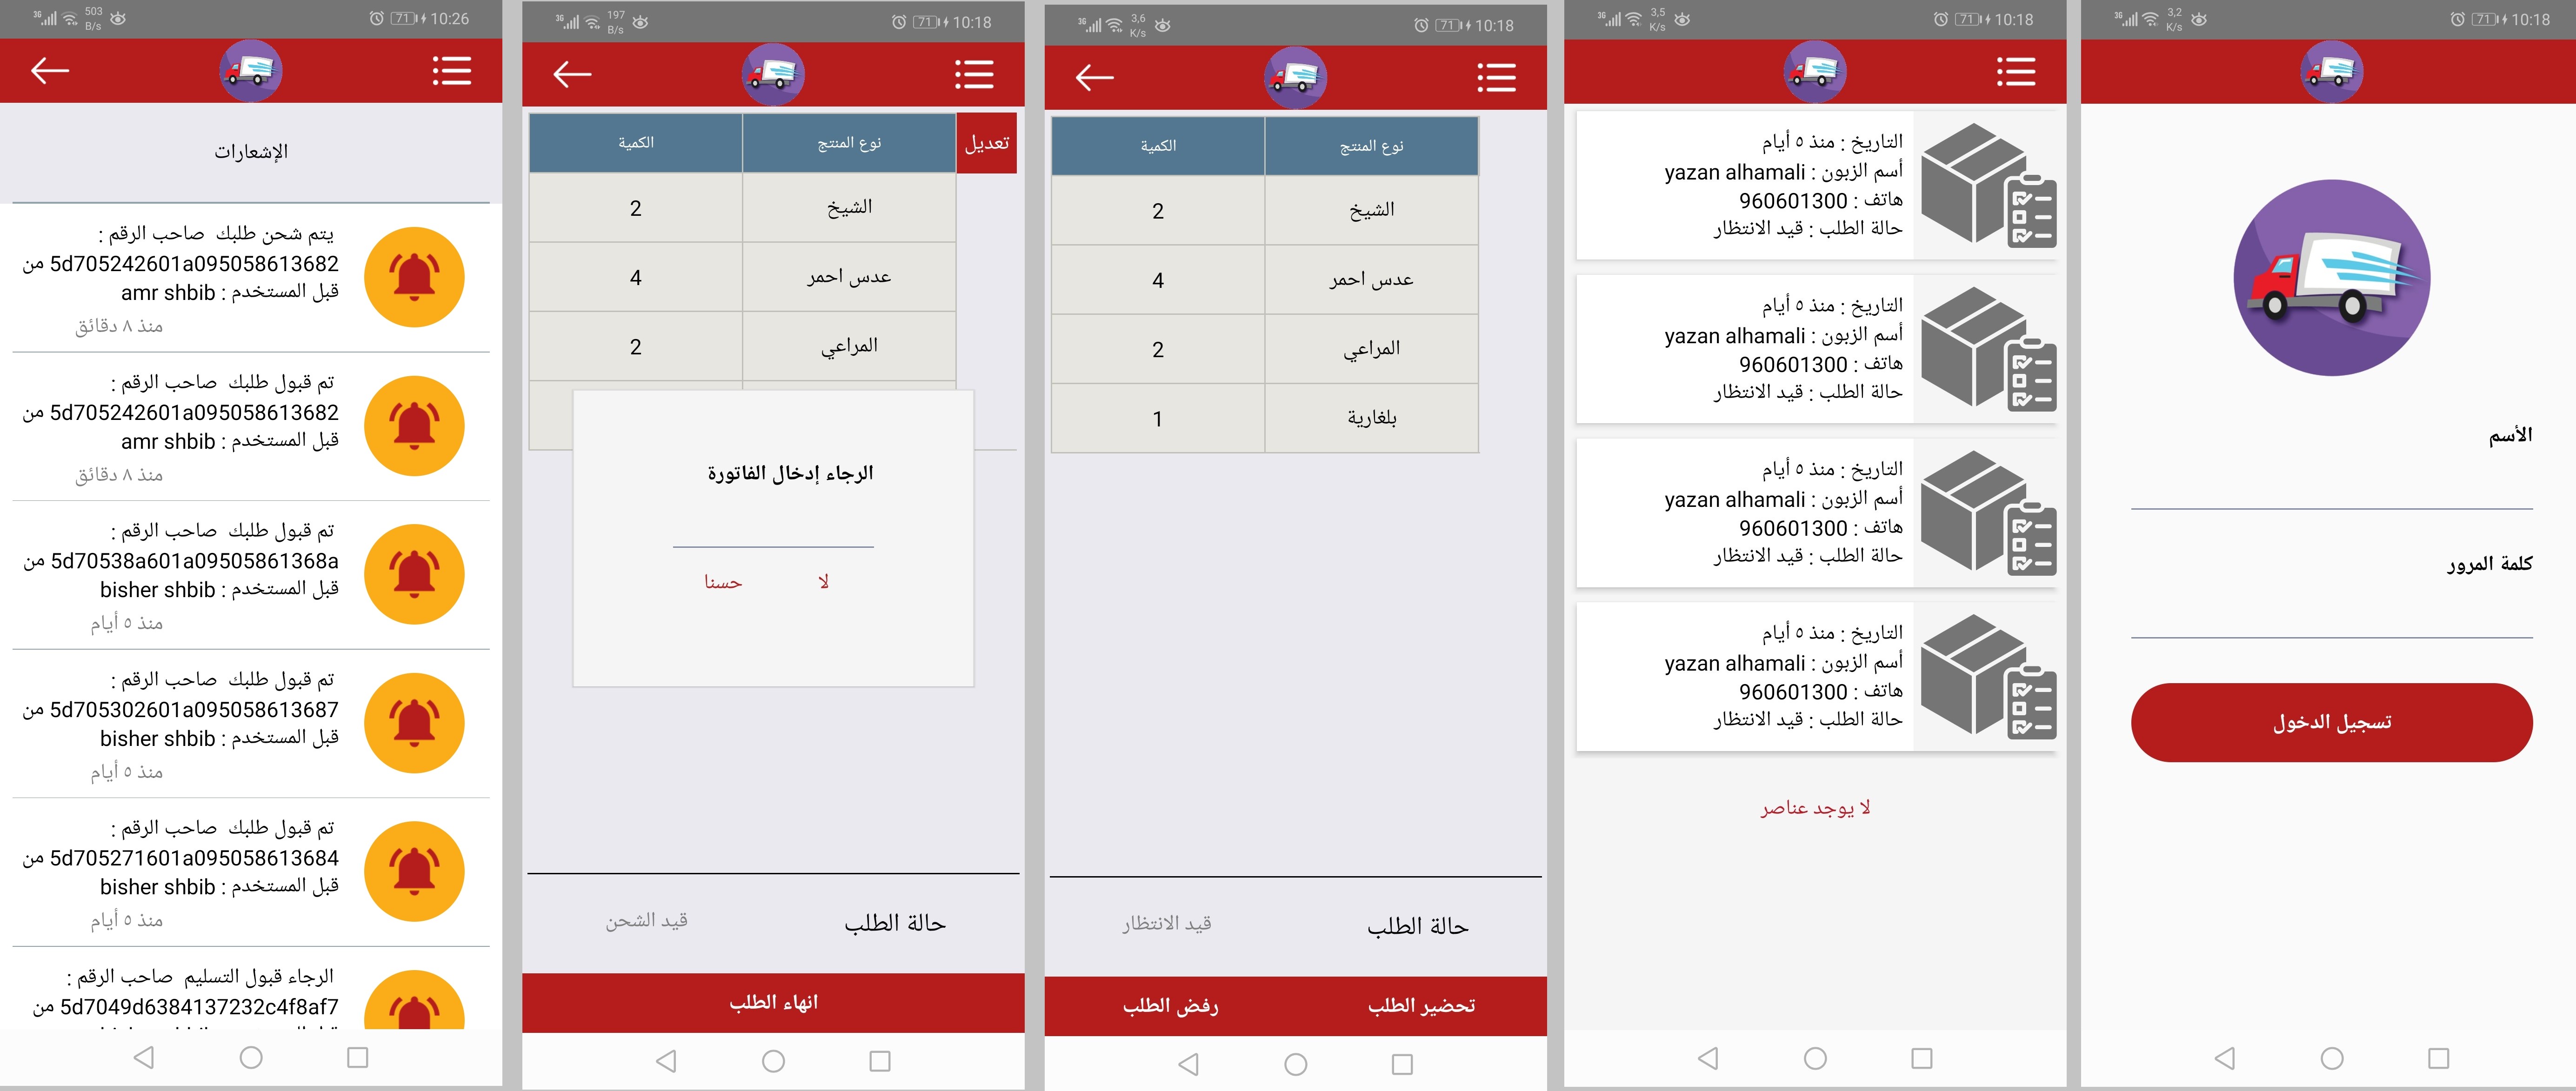 503 B/s
71
10:26
الإشعارات
يتم شحن طلبك صاحب الرقم :
5d705242601a095058613682 من
قبل المستخدم : amr shbib
منذ ٨ دقائق
تم قبول طلبك صاحب الرقم :
5d705242601a095058613682 من
قبل المستخدم : amr shbib
منذ ٨ دقائق
تم قبول طلبك صاحب الرقم :
5d70538a601a09505861368a من
قبل المستخدم : bisher shbib
منذ ٥ أيام
تم قبول طلبك صاحب الرقم :
5d705302601a095058613687 من
قبل المستخدم : bisher shbib
منذ ٥ أيام
تم قبول طلبك صاحب الرقم :
5d705271601a095058613684 من
قبل المستخدم : bisher shbib
منذ ٥ أيام
الرجاء قبول التسليم صاحب الرقم :
5d7049d6384137232c4f8af7 من
3G 197 B/s
71
10:18
تعديل
نوع المنتج الكمية
الشيخ 2
عدس احمر 4
المراعي 2
الرجاء إدخال الفاتورة
لا حسنا
حالة الطلب قيد الشحن
انهاء الطلب
3G 3,6 K/s
71
10:18
نوع المنتج الكمية
الشيخ 2
عدس احمر 4
المراعي 2
بلغارية 1
حالة الطلب قيد الانتظار
تحضير الطلب رفض الطلب
3G 3,5 K/s
71
10:18
التاريخ : منذ ٥ أيام
أسم الزبون : yazan alhamali
هاتف : 960601300
حالة الطلب : قيد الانتظار
التاريخ : منذ ٥ أيام
أسم الزبون : yazan alhamali
هاتف : 960601300
حالة الطلب : قيد الانتظار
التاريخ : منذ ٥ أيام
أسم الزبون : yazan alhamali
هاتف : 960601300
حالة الطلب : قيد الانتظار
التاريخ : منذ ٥ أيام
أسم الزبون : yazan alhamali
هاتف : 960601300
حالة الطلب : قيد الانتظار
لا يوجد عناصر
3G 3,2 K/s
71
10:18
الأسم
كلمة المرور
تسجيل الدخول